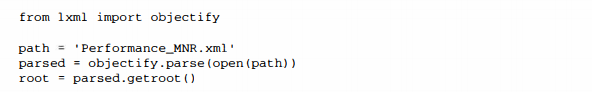 from lxml import objectify
path = 'Performance_MNR.xml'
parsed = objectify.parse(open(path))
root = parsed.getroot()